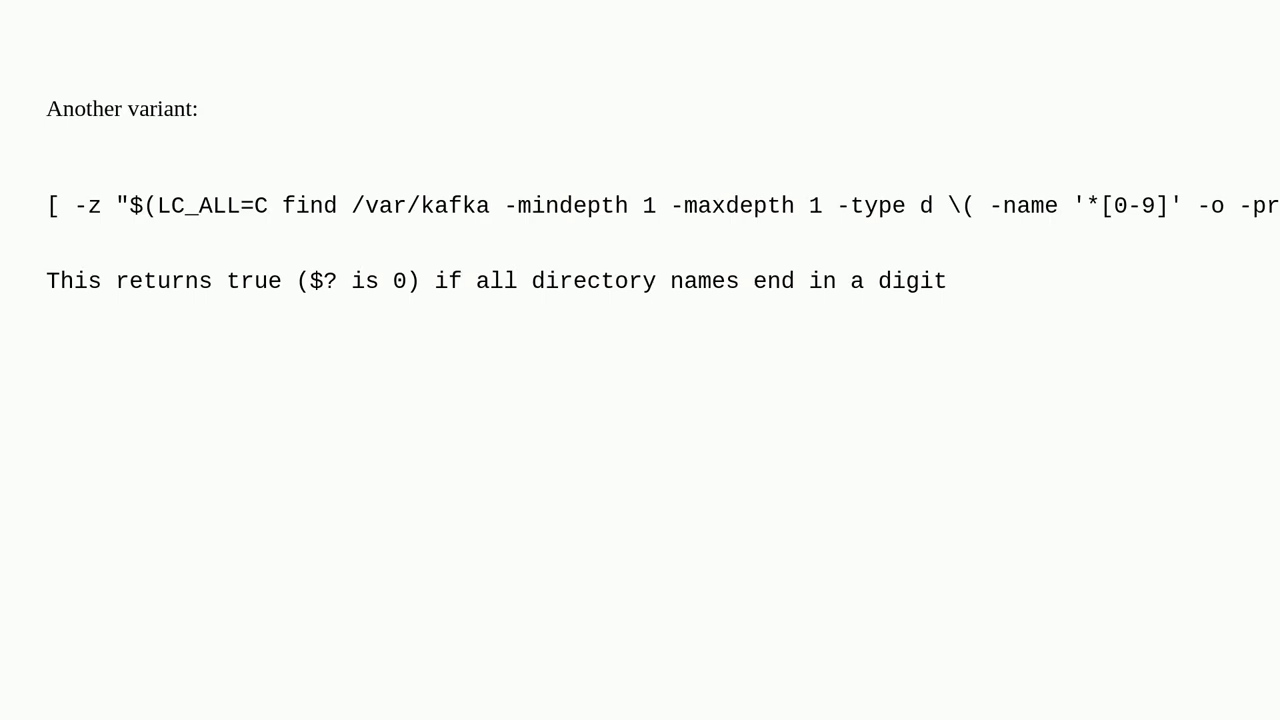 Another variant:
[ -z "$(LC_ALL=C find /var/kafka -mindepth 1 -maxdepth 1 -type d \( -name '*[0-9]' -o -pr
This returns true ($? is 0) if all directory names end in a digit